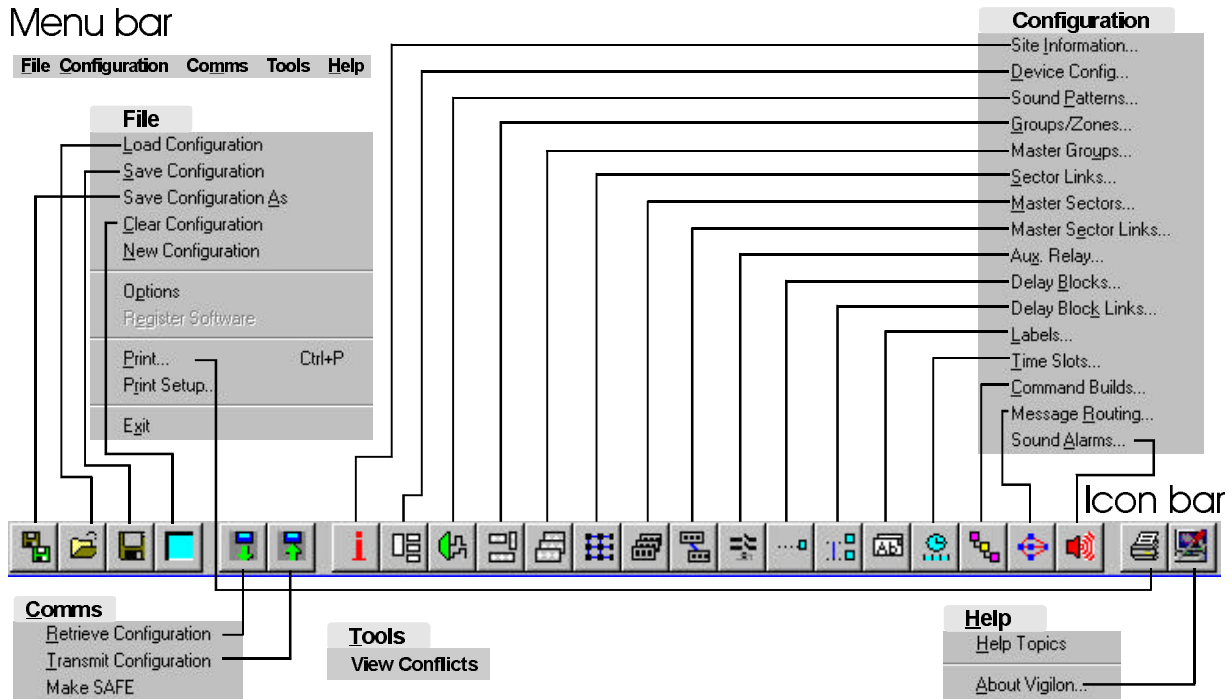 Menu bar
File Configuration Comms Tools Help
File
Load Configuration
Save Configuration
Save Configuration As
Clear Configuration
New Configuration
Options
Register Software
Print... Ctrl+P
Print Setup..
Exit
Configuration
Site Information...
Device Config...
Sound Patterns...
Groups/Zones...
Master Groups...
Sector Links...
Master Sectors...
Master Sector Links...
Aux. Relay...
Delay Blocks...
Delay Block Links...
Labels...
Time Slots...
Command Builds...
Message Routing...
Sound Alarms...
Icon bar
i
Ab
Comms
Retrieve Configuration
Transmit Configuration
Make SAFE
Tools
View Conflicts
Help
Help Topics
About Vigilon...